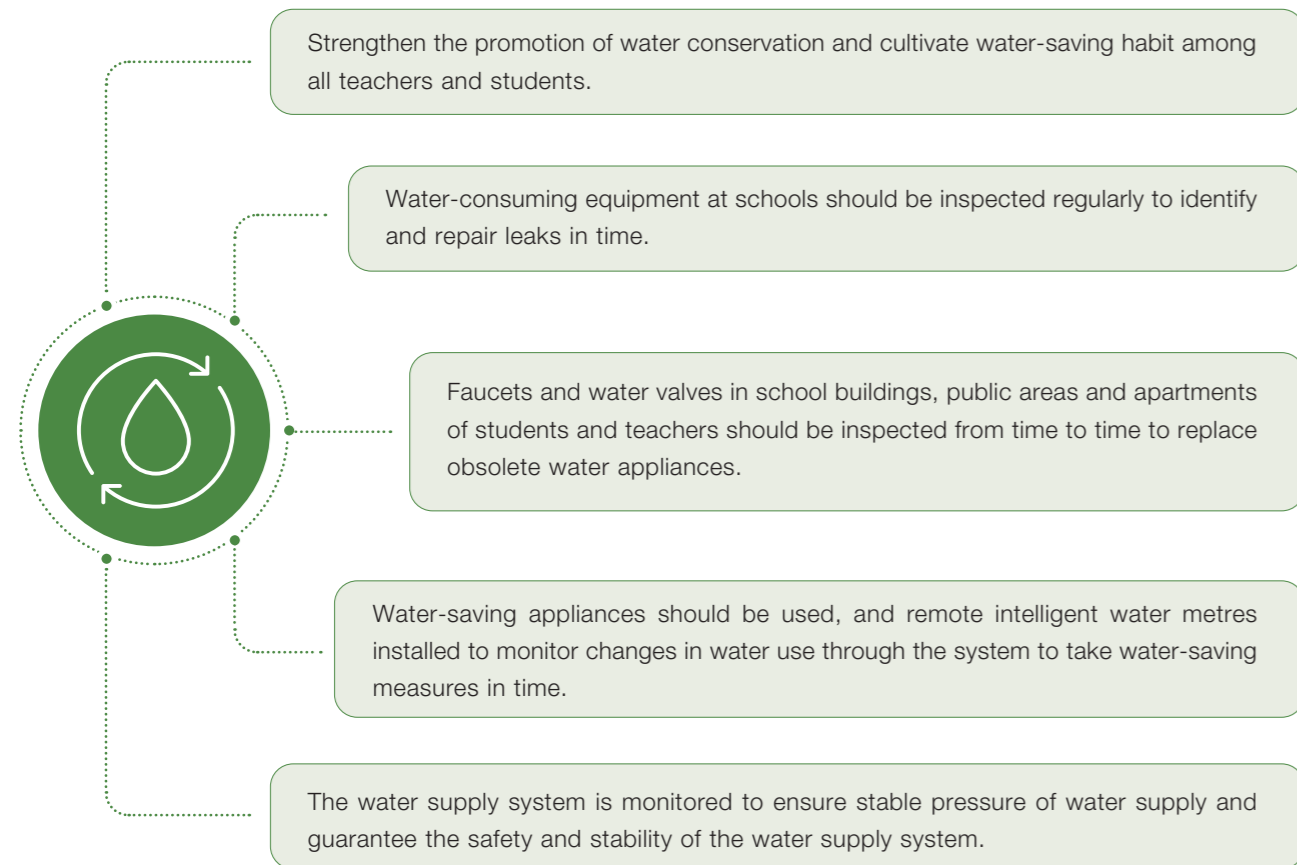 Strengthen the promotion of water conservation and cultivate water-saving habit among
all teachers and students.
Water-consuming equipment at schools should be inspected regularly to identify
and repair leaks in time.
Faucets and water valves in school buildings, public areas and apartments
of students and teachers should be inspected from time to time to replace
obsolete water appliances.
Water-saving appliances should be used, and remote intelligent water metres
installed to monitor changes in water use through the system to take water-saving
measures in time.
The water supply system is monitored to ensure stable pressure of water supply and
guarantee the safety and stability of the water supply system.